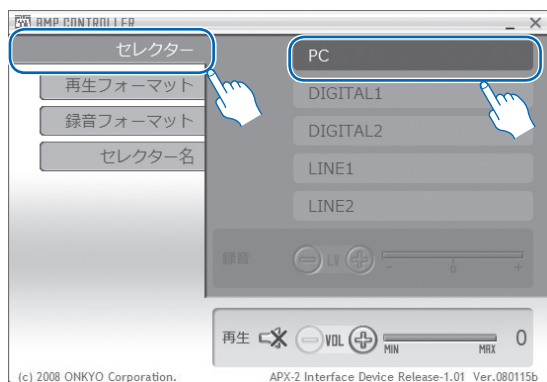 AMP CONTROLLER
セレクター
再生フォーマット
録音フォーマット
セレクター名
PC
DIGITAL1
DIGITAL2
LINE1
LINE2
録音 LV - 0 +
再生 VOL MIN MAX 0
(c) 2008 ONKYO Corporation. APX-2 Interface Device Release-1.01 Ver.080115b